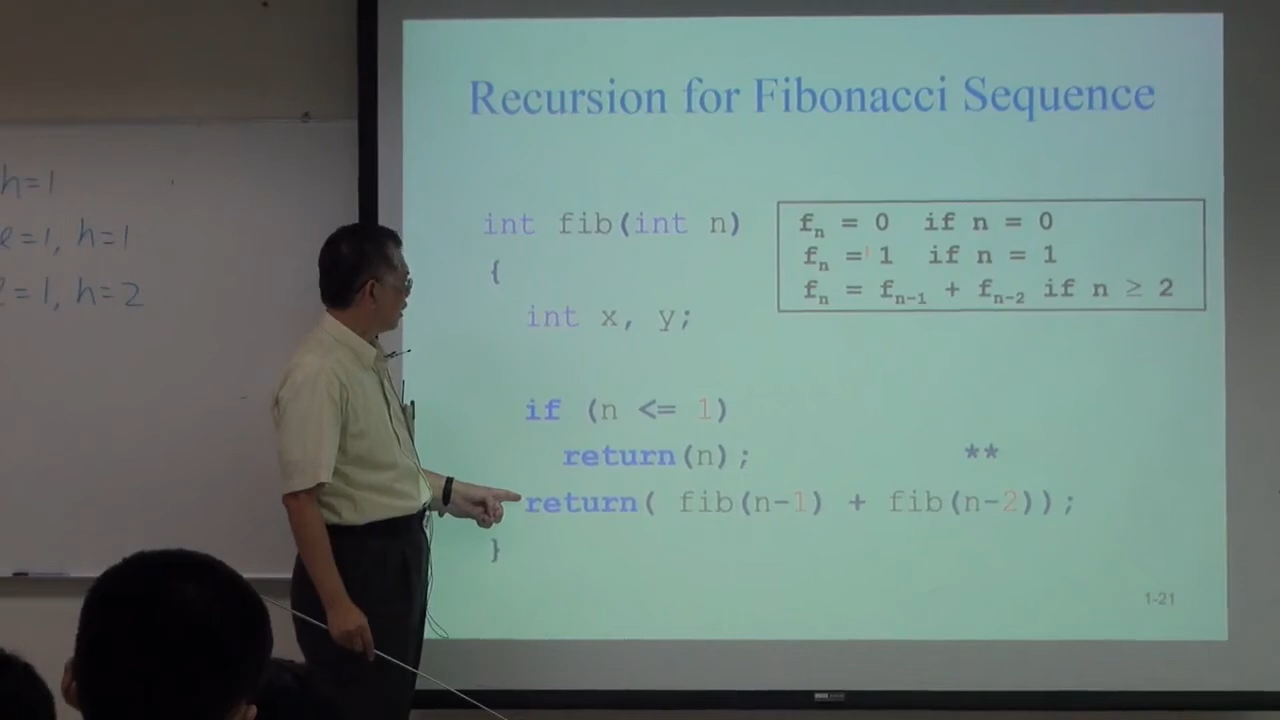 h=1
l=1, h=1
l=1, h=2
Recursion for Fibonacci Sequence
int fib(int n)
{
int x, y;
if (n <= 1)
return(n); **
return( fib(n-1) + fib(n-2));
}
fn = 0 if n = 0
fn = 1 if n = 1
fn = fn-1 + fn-2 if n ≥ 2
1-21